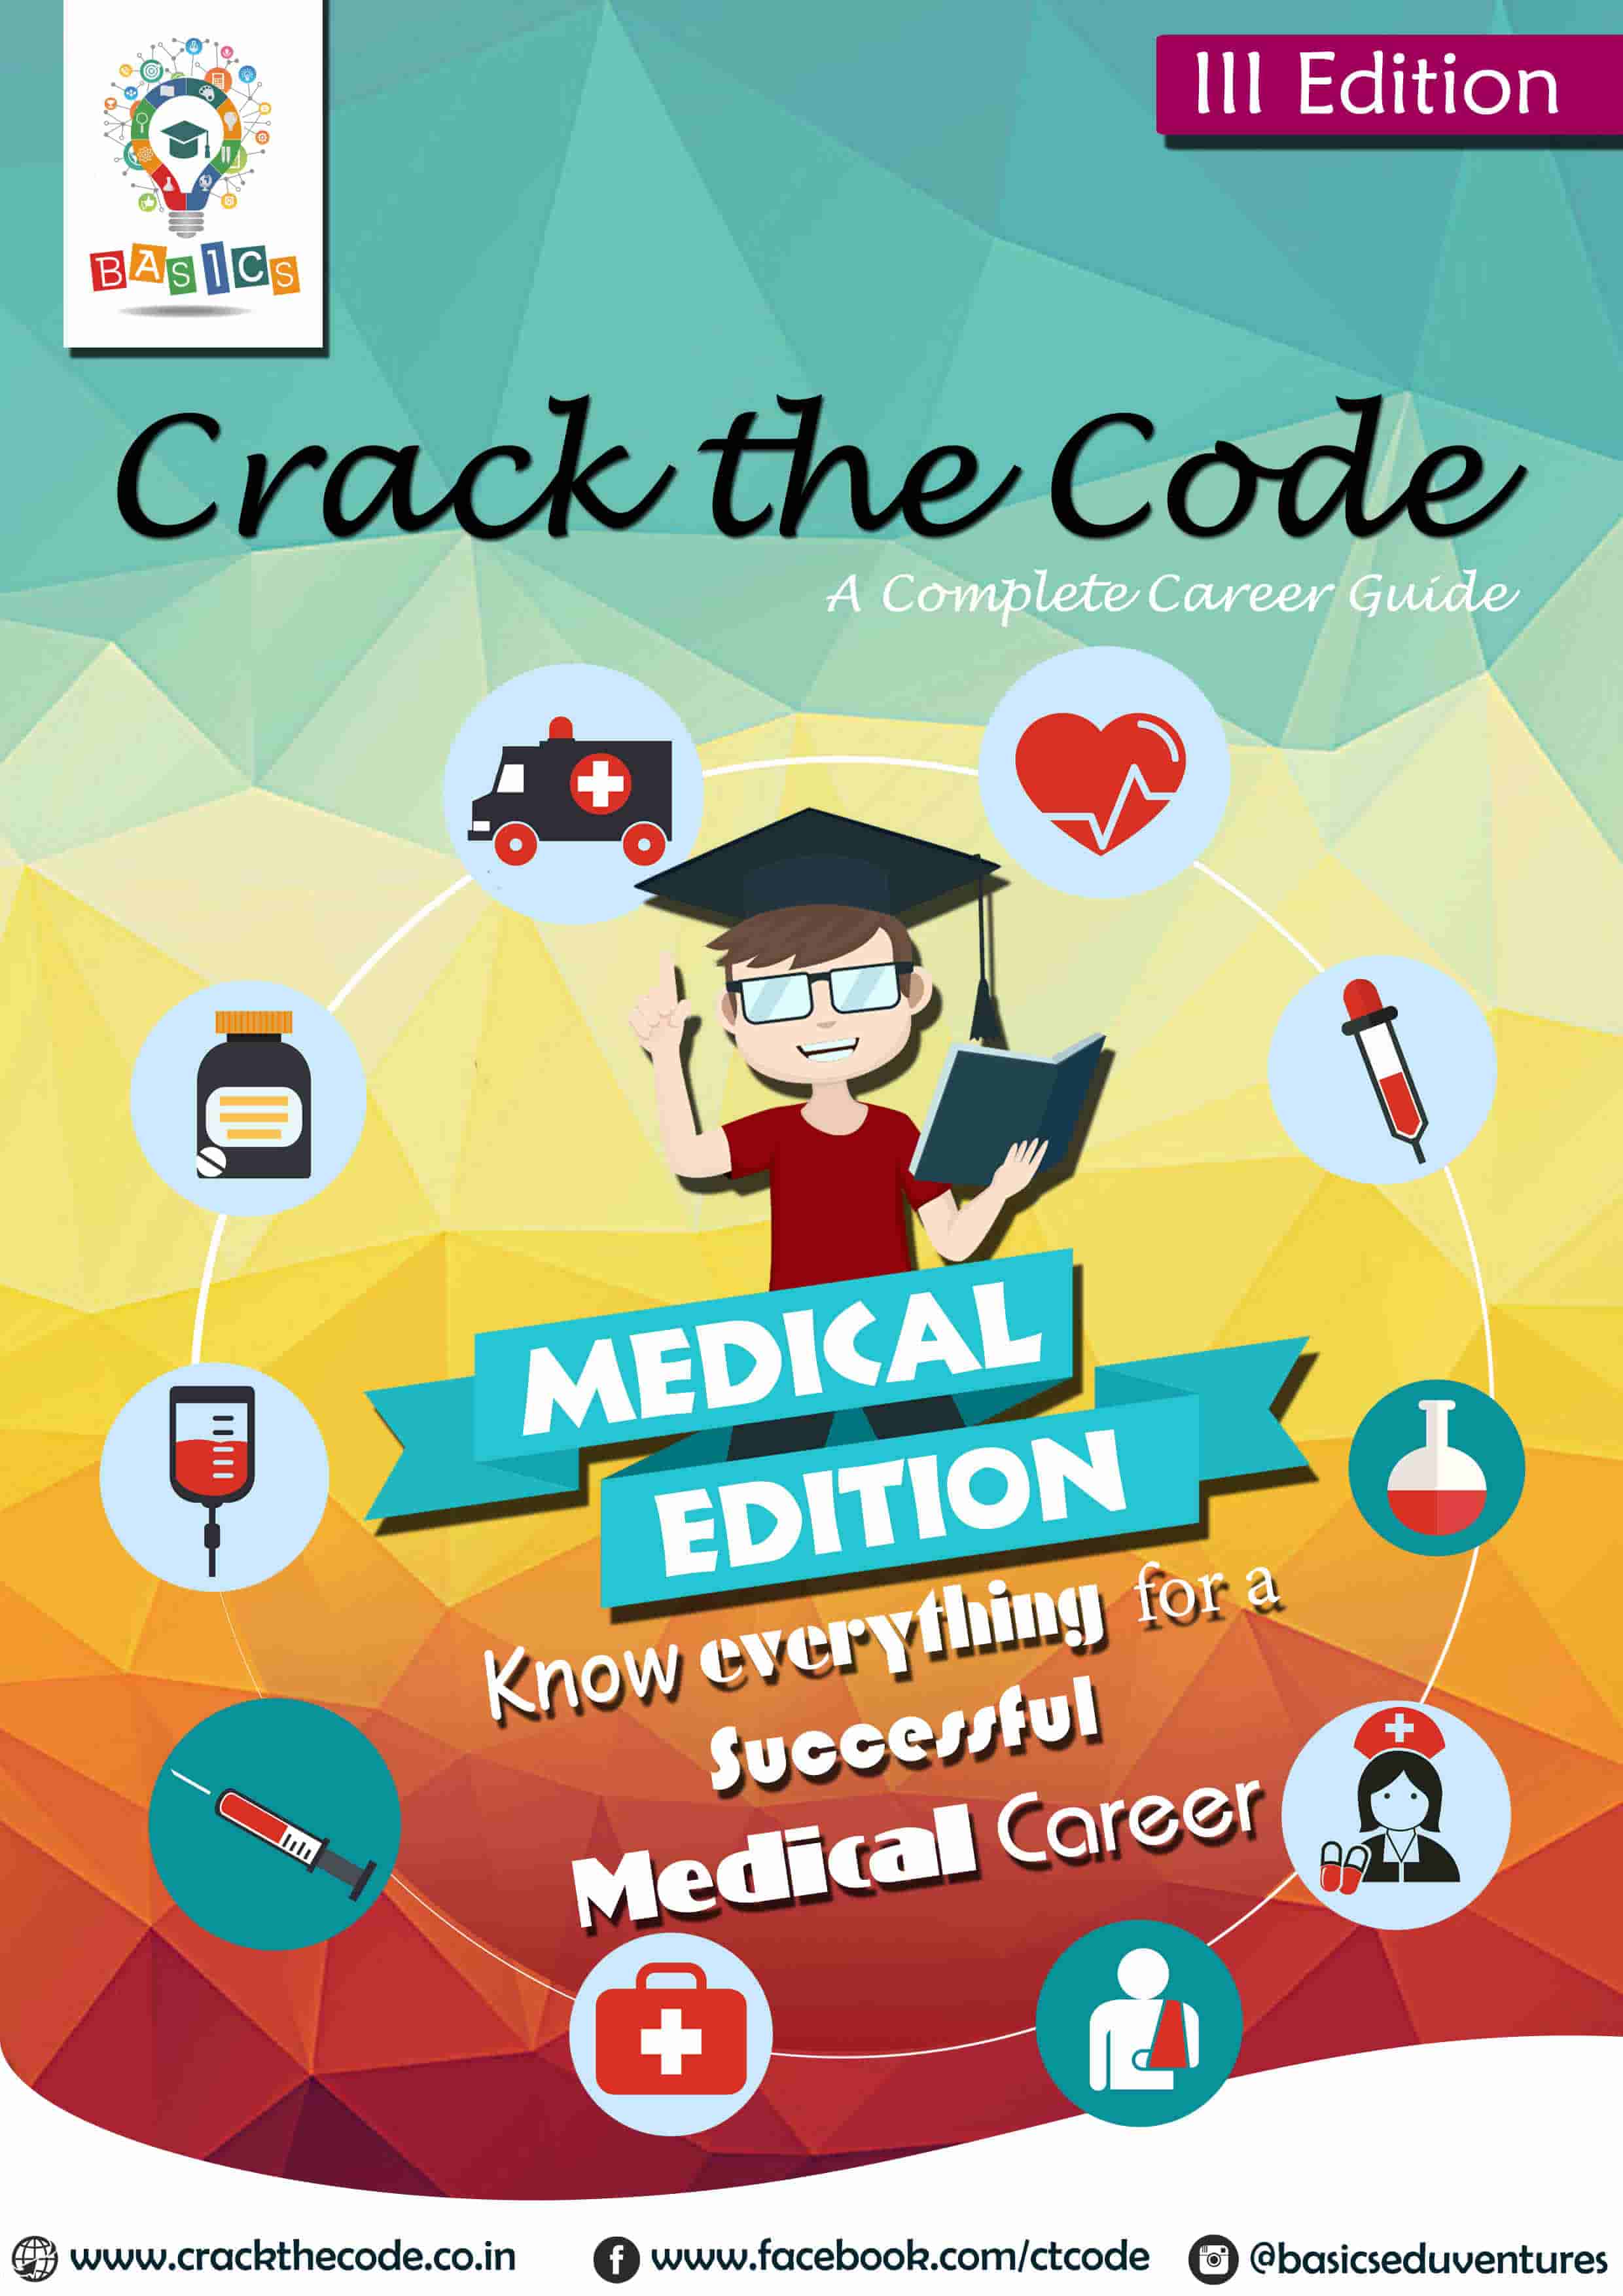 III Edition
BASICS
Crack the Code
A Complete Career Guide
MEDICAL
EDITION
Know everything for a
Successful
Medical Career
www.crackthecode.co.in
www.facebook.com/ctcode
@basicseduventures